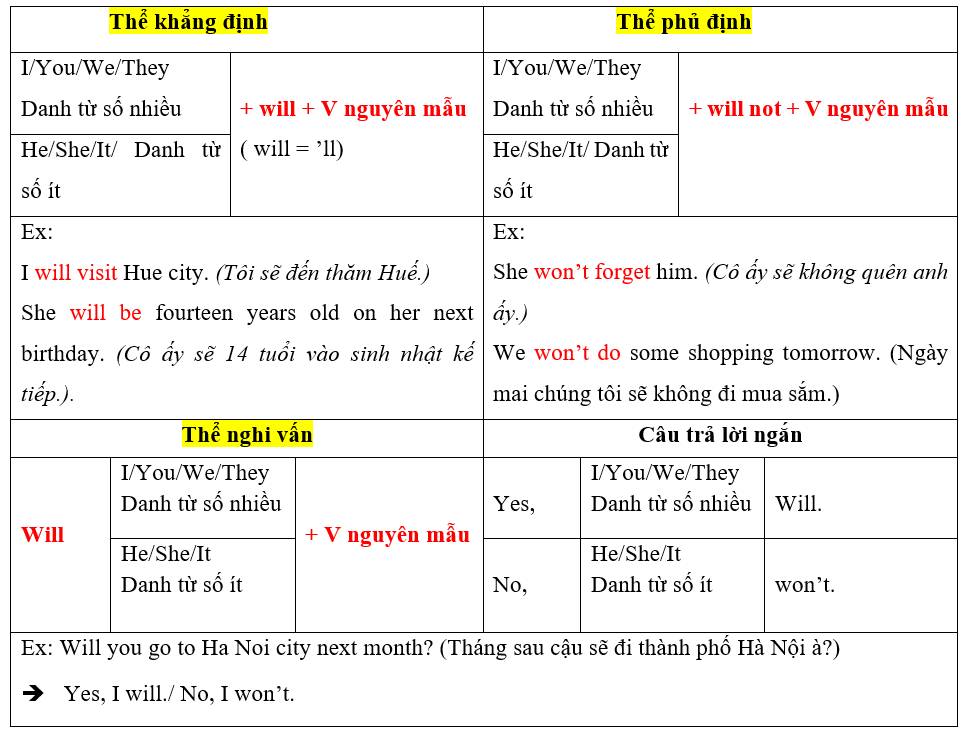 Thể khẳng định
Thể phủ định
I/You/We/They
Danh từ số nhiều
He/She/It/ Danh từ
số ít
+ will + V nguyên mẫu
( will = ’ll)
I/You/We/They
Danh từ số nhiều
He/She/It/ Danh từ
số ít
+ will not + V nguyên mẫu
Ex:
I will visit Hue city. (Tôi sẽ đến thăm Huế.)
She will be fourteen years old on her next
birthday. (Cô ấy sẽ 14 tuổi vào sinh nhật kế
tiếp.).
Ex:
She won’t forget him. (Cô ấy sẽ không quên anh
ấy.)
We won’t do some shopping tomorrow. (Ngày
mai chúng tôi sẽ không đi mua sắm.)
Thể nghi vấn
Câu trả lời ngắn
Will
I/You/We/They
Danh từ số nhiều
He/She/It
Danh từ số ít
+ V nguyên mẫu
Yes,
I/You/We/They
Danh từ số nhiều
Will.
No,
He/She/It
Danh từ số ít
won’t.
Ex: Will you go to Ha Noi city next month? (Tháng sau cậu sẽ đi thành phố Hà Nội à?)
➔ Yes, I will./ No, I won’t.